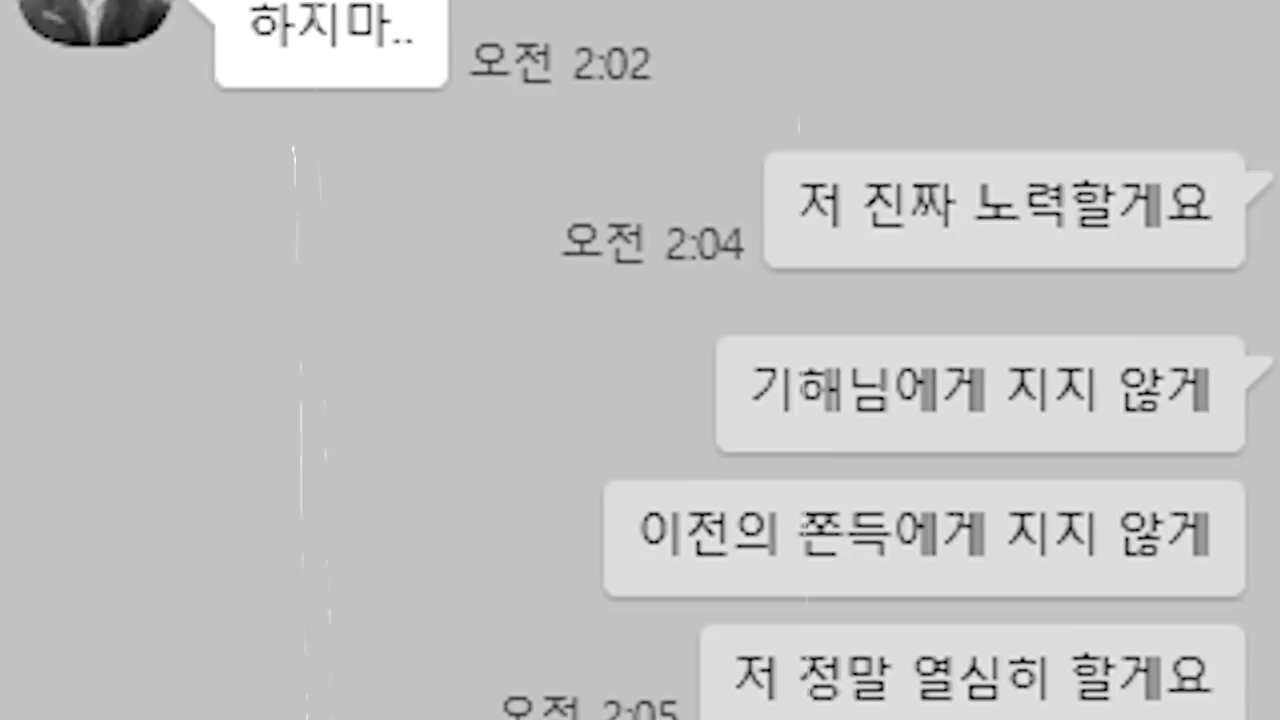 하지마..
오전 2:02
저 진짜 노력할게요
오전 2:04
기해님에게 지지 않게
이전의 쫀득에게 지지 않게
저 정말 열심히 할게요
오전 2:05